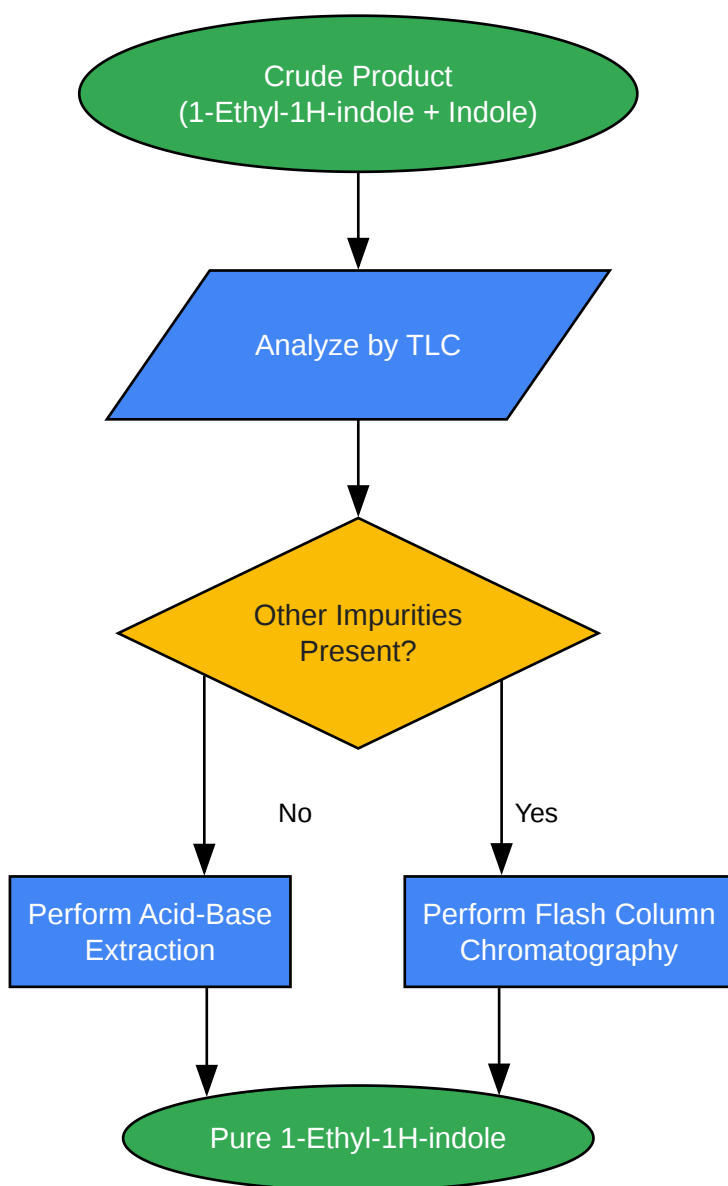 Crude Product
(1-Ethyl-1H-indole + Indole)
Analyze by TLC
Other Impurities
Present?
No
Yes
Perform Acid-Base
Extraction
Perform Flash Column
Chromatography
Pure 1-Ethyl-1H-indole